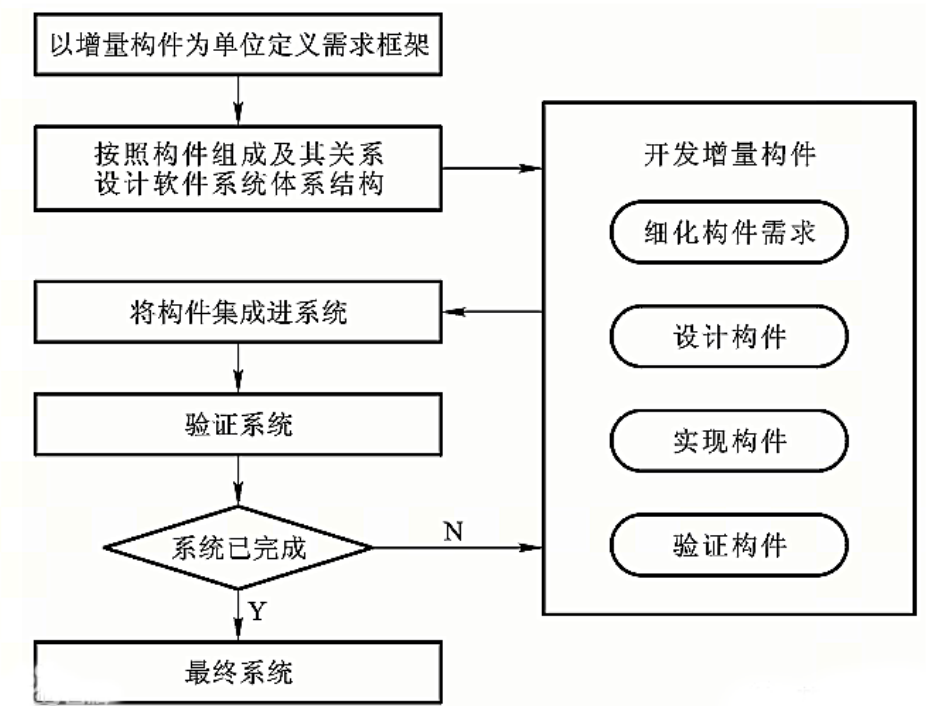 以增量构件为单位定义需求框架
按照构件组成及其关系
设计软件系统体系结构
开发增量构件
细化构件需求
设计构件
实现构件
验证构件
将构件集成进系统
验证系统
系统已完成
N
Y
最终系统